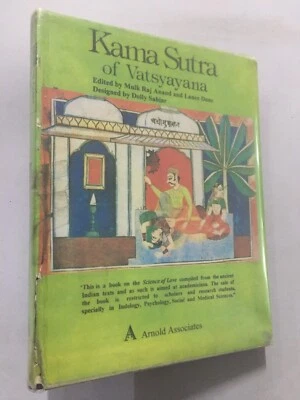 Kama Sutra
of Vatsyayana
Edited by Mulk Raj Anand and Lance Dane
Designed by Dolly Sahiar
"This is a book on the Science of Love compiled from the ancient
Indian texts and as such is aimed at academicians. The sale of
the book is restricted to scholars and research students,
specially in Indology, Psychology, Social and Medical Sciences."
A Arnold Associates